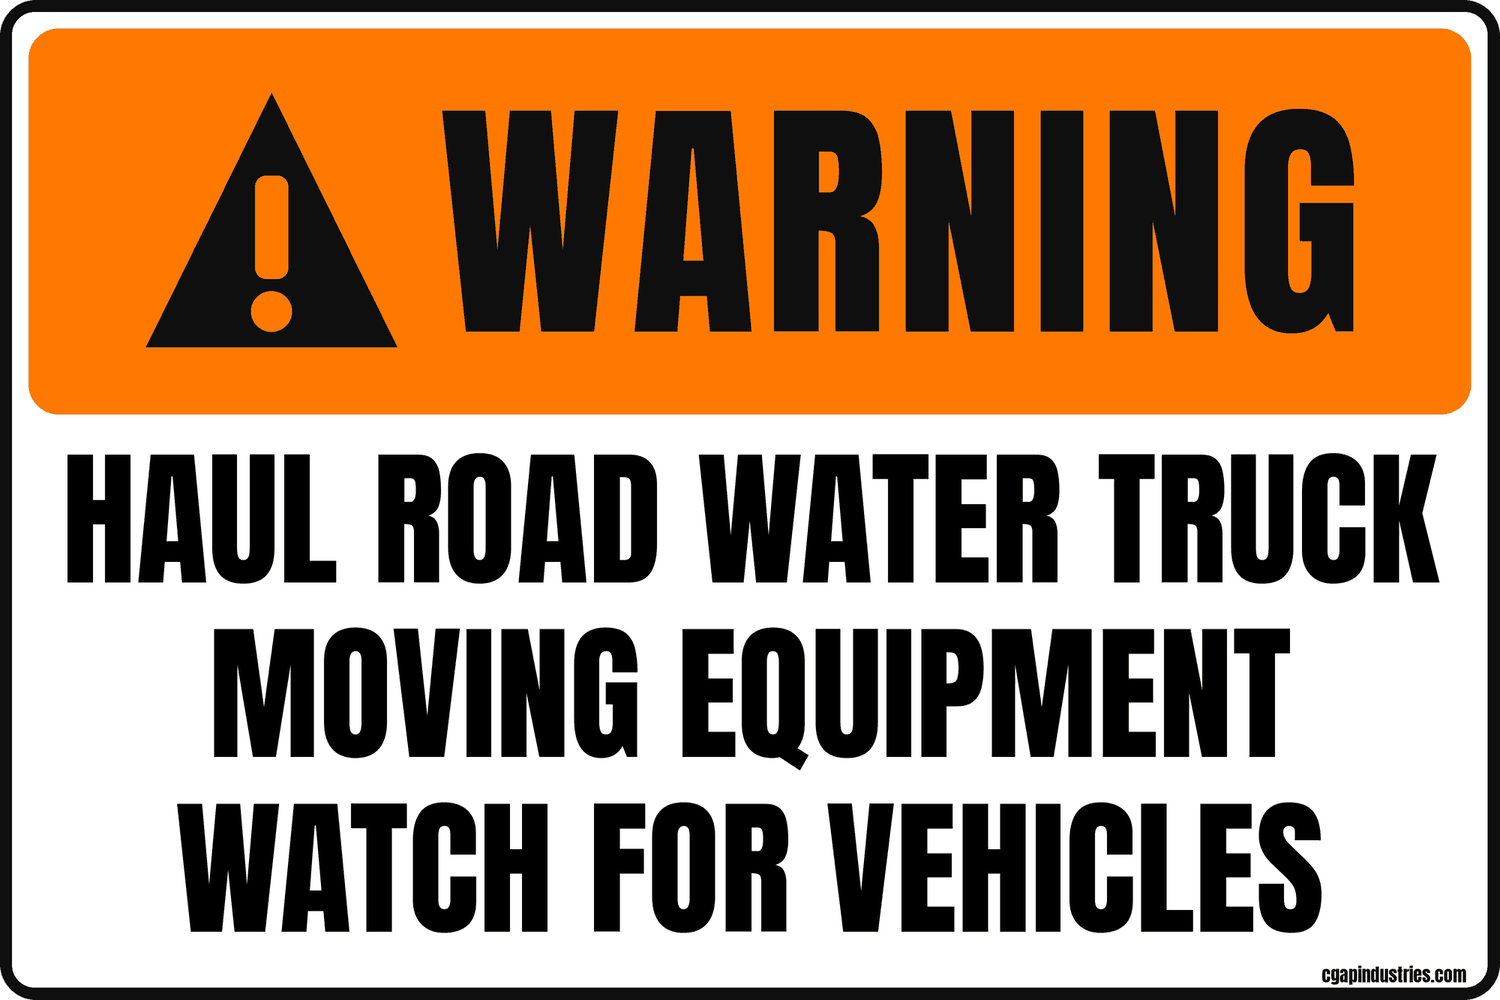 WARNING
HAUL ROAD WATER TRUCK
MOVING EQUIPMENT
WATCH FOR VEHICLES
cgapindustries.com